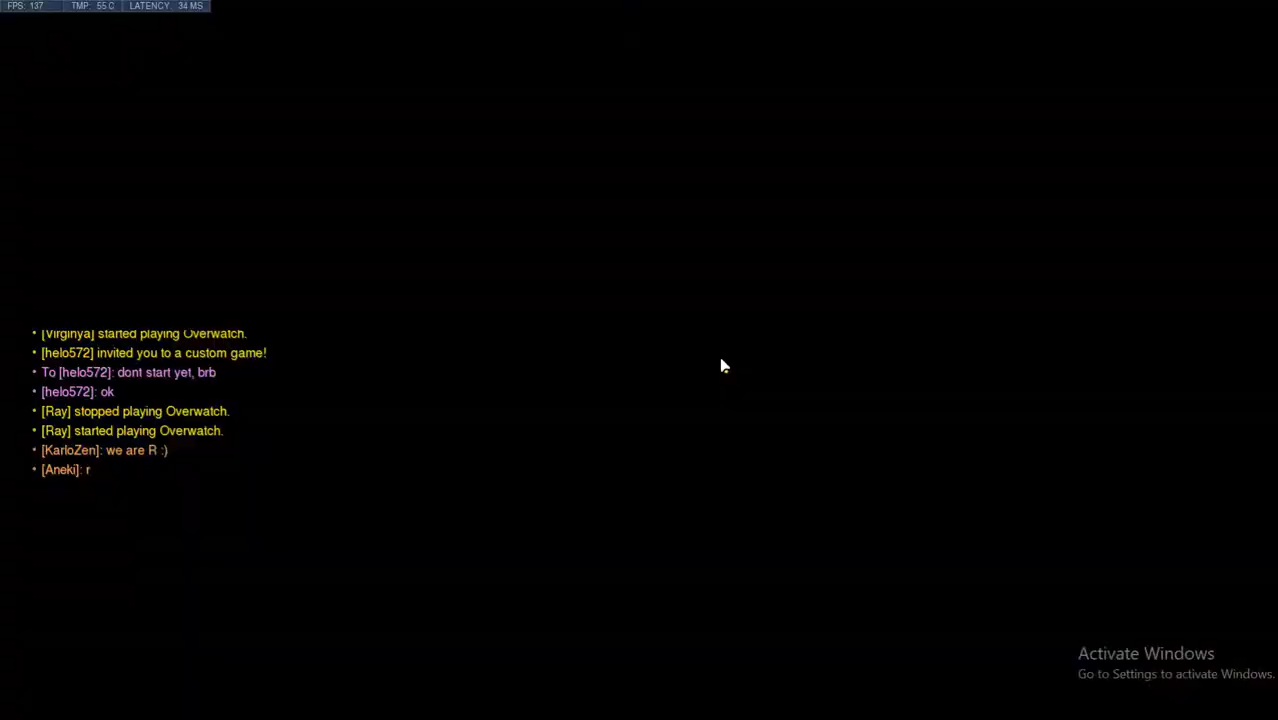 FPS: 137 TMP: 55 C LATENCY: 34 MS
• [Virginya] started playing Overwatch.
• [helo572] invited you to a custom game!
• To [helo572]: dont start yet, brb
• [helo572]: ok
• [Ray] stopped playing Overwatch.
• [Ray] started playing Overwatch.
• [KarloZen]: we are R :)
• [Aneki]: r
Activate Windows
Go to Settings to activate Windows.